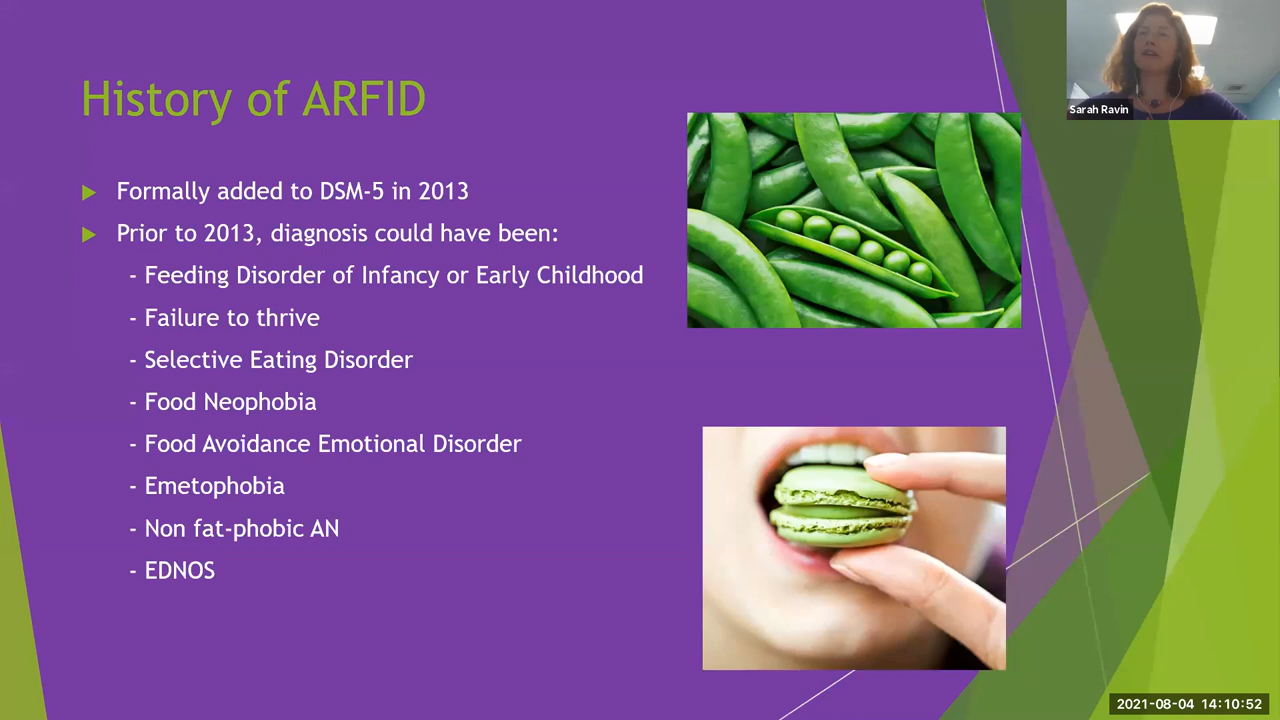 History of ARFID
Formally added to DSM-5 in 2013
Prior to 2013, diagnosis could have been:
- Feeding Disorder of Infancy or Early Childhood
- Failure to thrive
- Selective Eating Disorder
- Food Neophobia
- Food Avoidance Emotional Disorder
- Emetophobia
- Non fat-phobic AN
- EDNOS
Sarah Ravin
2021-08-04 14:10:52